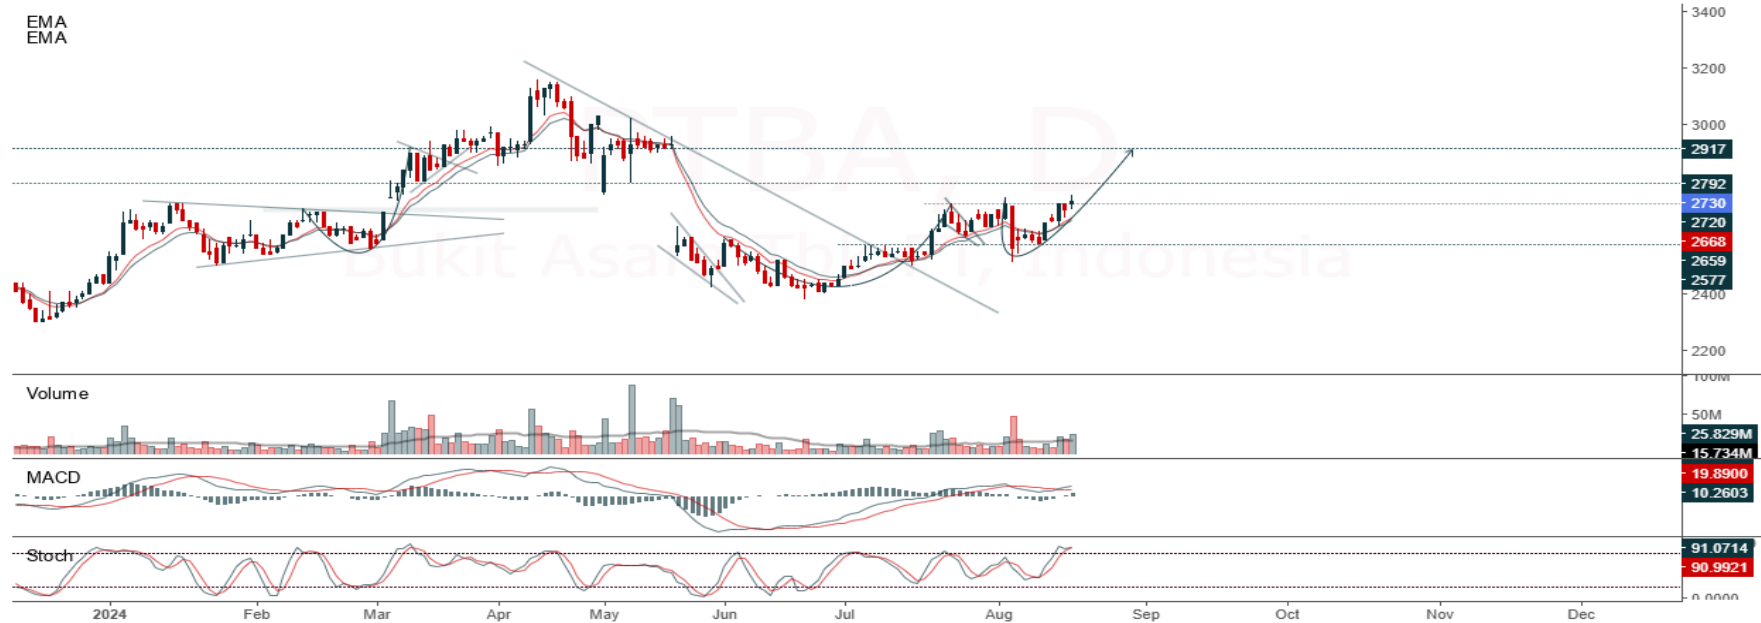 EMA
EMA
PTBA, D
Bukit Asam Tbk PT, Indonesia
3400
3200
3000
2917
2792
2730
2720
2668
2659
2577
2400
2200
Volume
100M
50M
25.829M
15.734M
MACD
19.8900
10.2603
Stoch
91.0714
90.9921
0.0000
2024 Feb Mar Apr May Jun Jul Aug Sep Oct Nov Dec